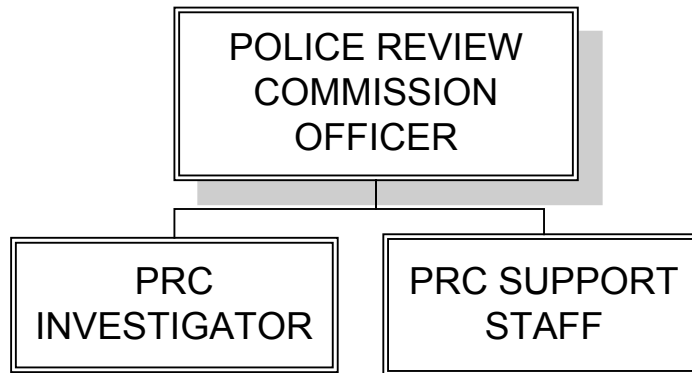 POLICE REVIEW
COMMISSION
OFFICER
PRC
INVESTIGATOR
PRC SUPPORT
STAFF